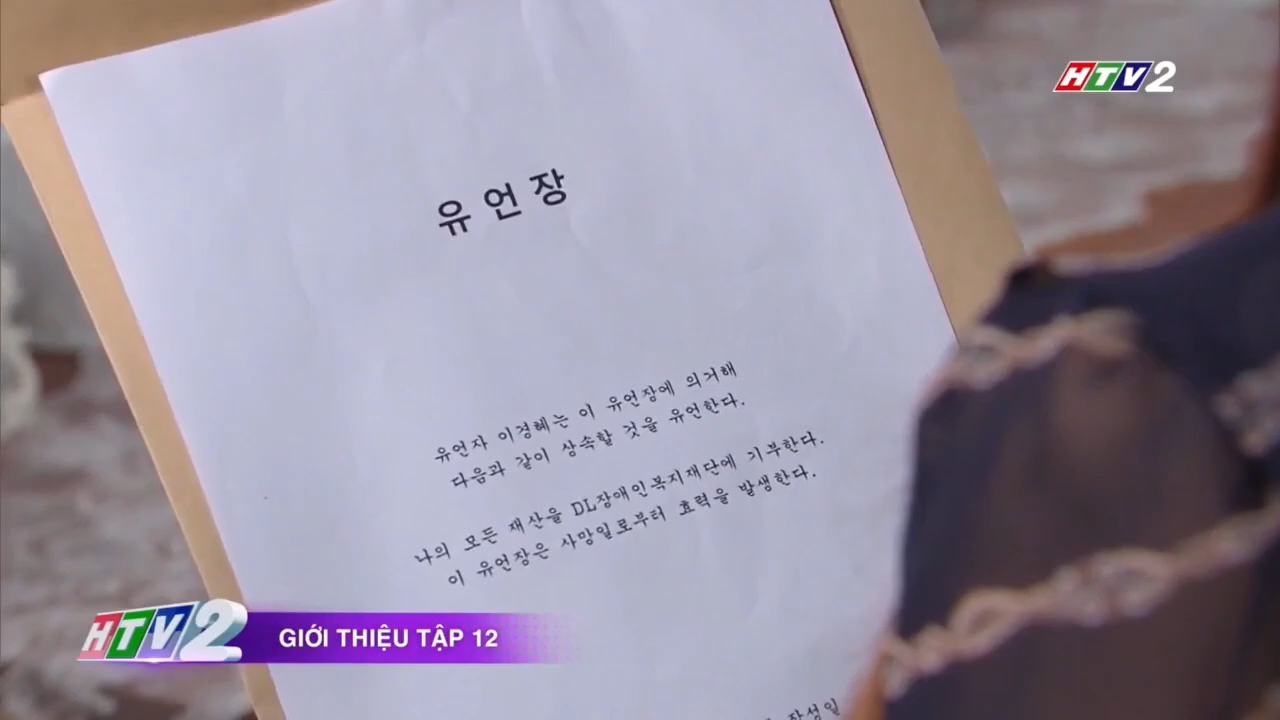 HTV2
유 언 장
유언자 이경혜는 이 유언장에 의거해
다음과 같이 상속할 것을 유언한다.
나의 모든 재산을 DL장애인복지재단에 기부한다.
이 유언장은 사망일로부터 효력을 발생한다.
작성일
HTV2 GIỚI THIỆU TẬP 12